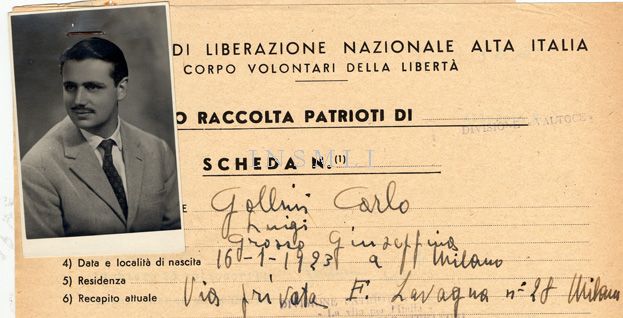 DI LIBERAZIONE NAZIONALE ALTA ITALIA
CORPO VOLONTARI DELLA LIBERTÀ
O RACCOLTA PATRIOTI DI
DIVISIONE VALTOCE
INSMLI
SCHEDA N. (1)
E Gollini Carlo
Luigi
Grosso Giuseppina
4) Data e località di nascita 16-1-1923 a Milano
5) Residenza
6) Recapito attuale Via privata F. Lavagna n° 28 Milano